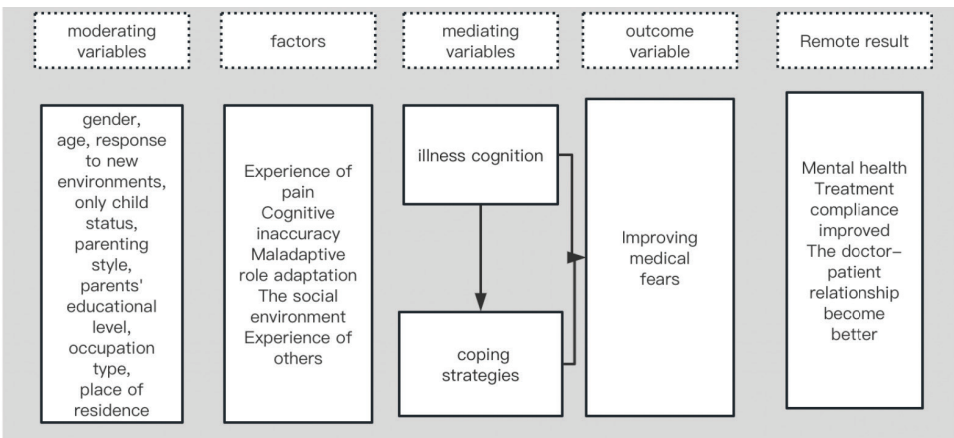 moderating
variables
factors
mediating
variables
outcome
variable
Remote result
gender,
age, response
to new
environments,
only child
status,
parenting
style,
parents'
educational
level,
occupation
type,
place of
residence
Experience of
pain
Cognitive
inaccuracy
Maladaptive
role adaptation
The social
environment
Experience of
others
illness cognition
coping
strategies
Improving
medical
fears
Mental health
Treatment
compliance
improved
The doctor–
patient
relationship
become
better